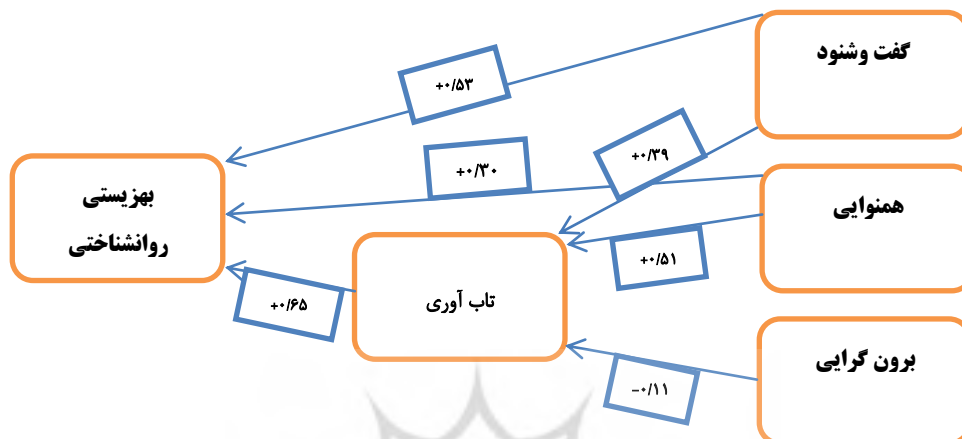 گفت وشنود
+۰/۵۳
+۰/۳۹
+۰/۳۰
همنوایی
بهزیستی
روانشناختی
+۰/۵۱
تاب آوری
+۰/۶۵
برون گرایی
-۰/۱۱